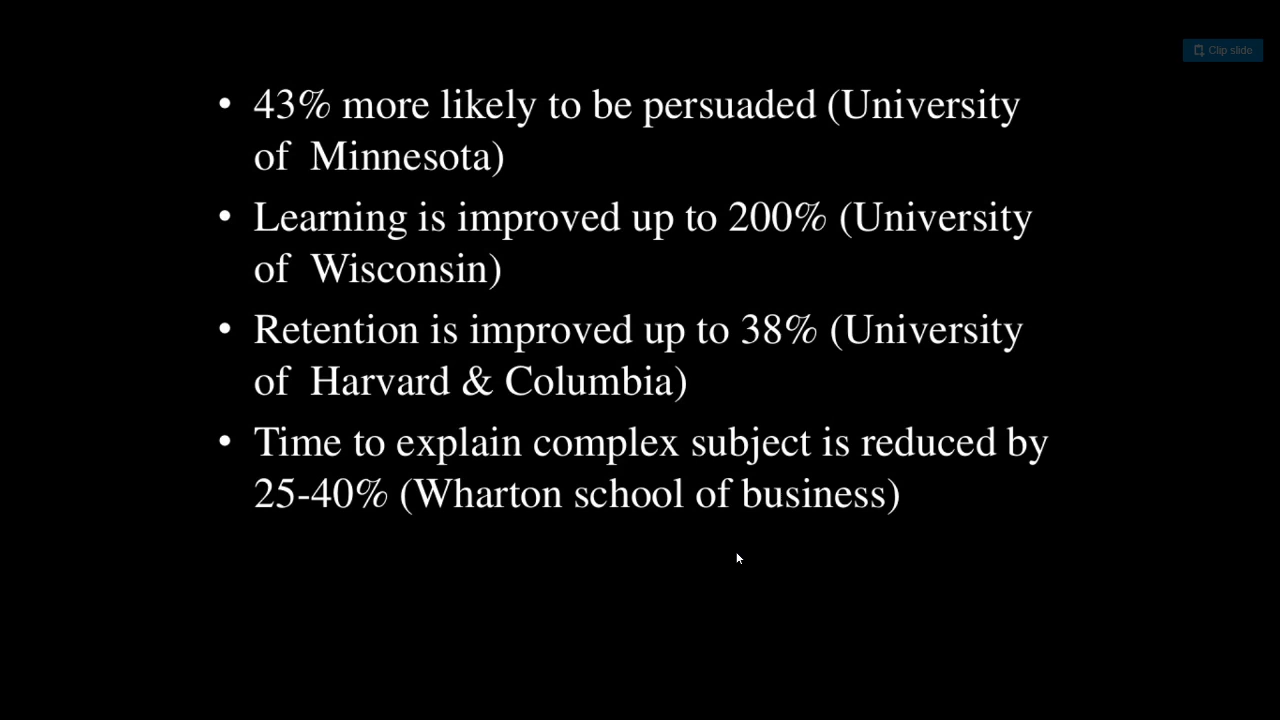 Clip slide
• 43% more likely to be persuaded (University
of  Minnesota)
• Learning is improved up to 200% (University
of  Wisconsin)
• Retention is improved up to 38% (University
of  Harvard & Columbia)
• Time to explain complex subject is reduced by
25-40% (Wharton school of business)